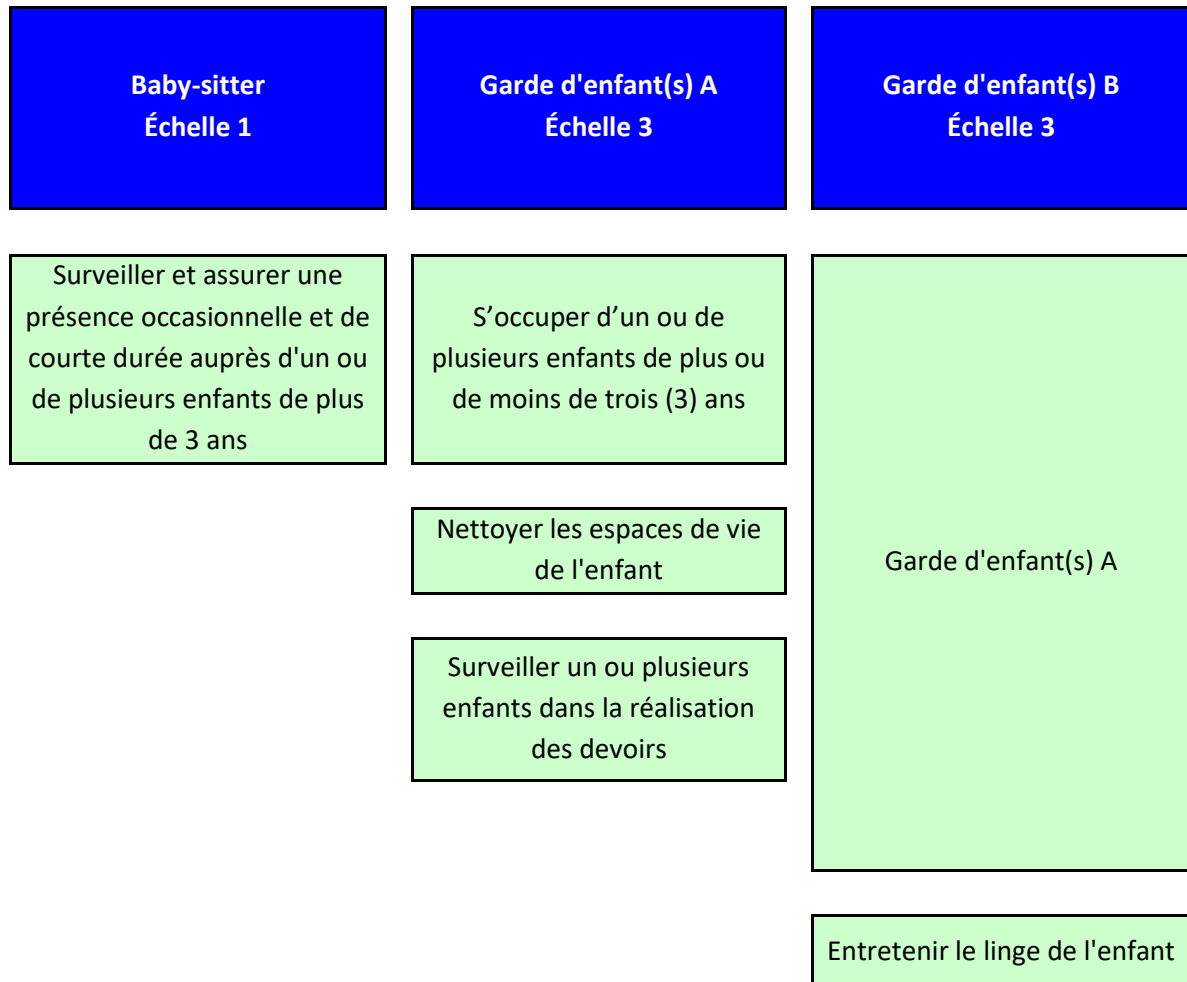 Baby-sitter
Échelle 1
Garde d'enfant(s) A
Échelle 3
Garde d'enfant(s) B
Échelle 3
Surveiller et assurer une
présence occasionnelle et de
courte durée auprès d'un ou
de plusieurs enfants de plus
de 3 ans
S’occuper d’un ou de
plusieurs enfants de plus ou
de moins de trois (3) ans
Nettoyer les espaces de vie
de l'enfant
Surveiller un ou plusieurs
enfants dans la réalisation
des devoirs
Garde d'enfant(s) A
Entretenir le linge de l'enfant